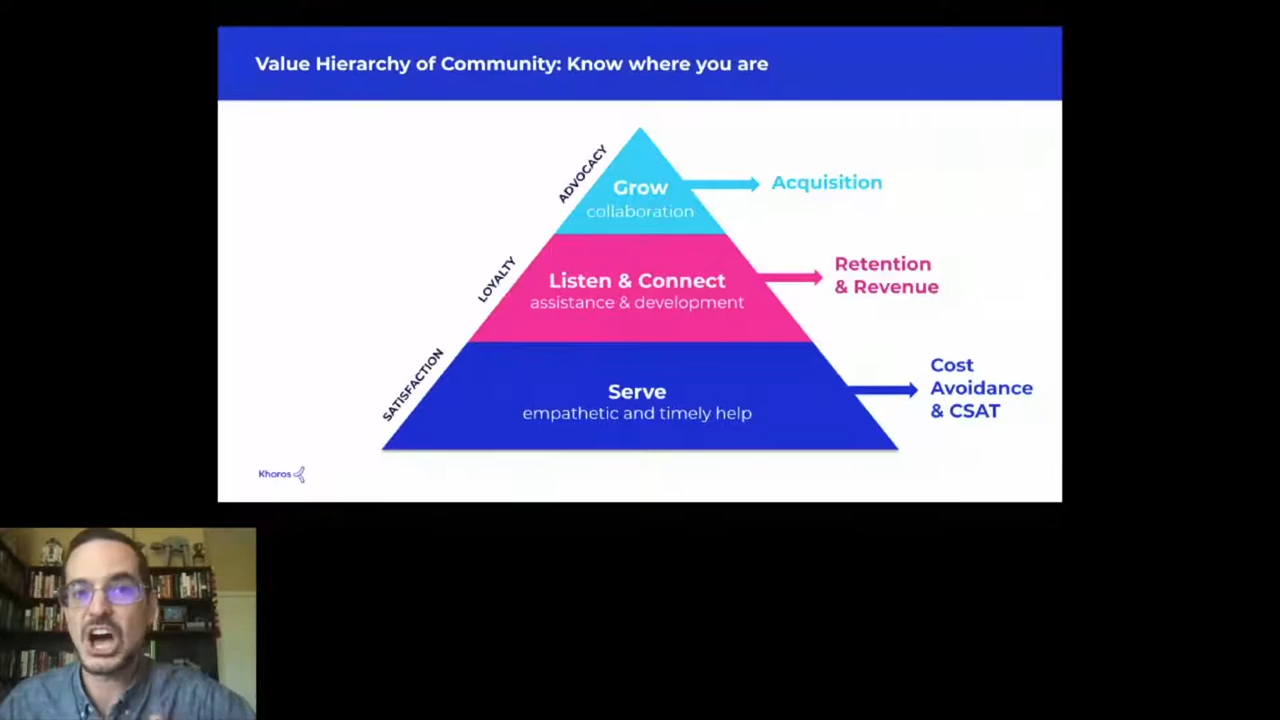 Value Hierarchy of Community: Know where you are
ADVOCACY
Grow
collaboration
Acquisition
LOYALTY
Listen & Connect
assistance & development
Retention
& Revenue
SATISFACTION
Serve
empathetic and timely help
Cost
Avoidance
& CSAT
Khoros